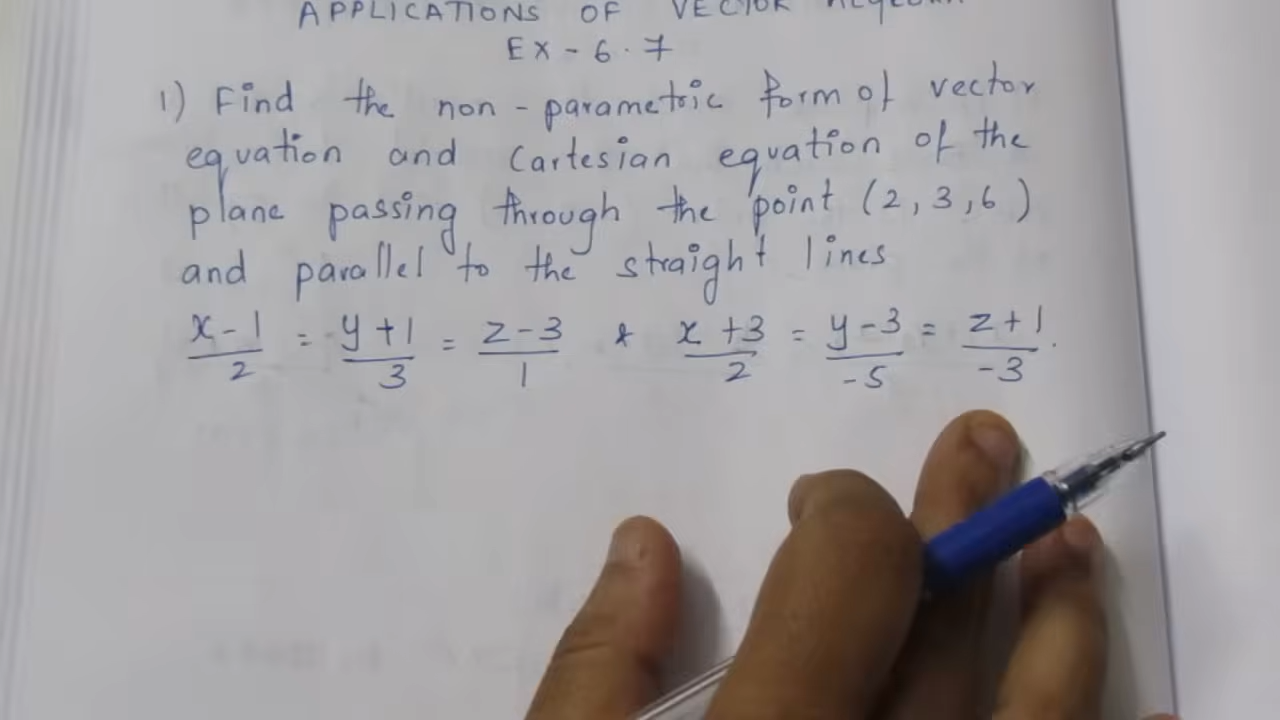 APPLICATIONS OF VECTOR ALGEBRA
EX - 6.7
1) Find the non-parametric form of vector
equation and Cartesian equation of the
plane passing through the point (2,3,6)
and parallel to the straight lines
x-1/2 = y+1/3 = z-3/1 & x+3/2 = y-3/-5 = z+1/-3.